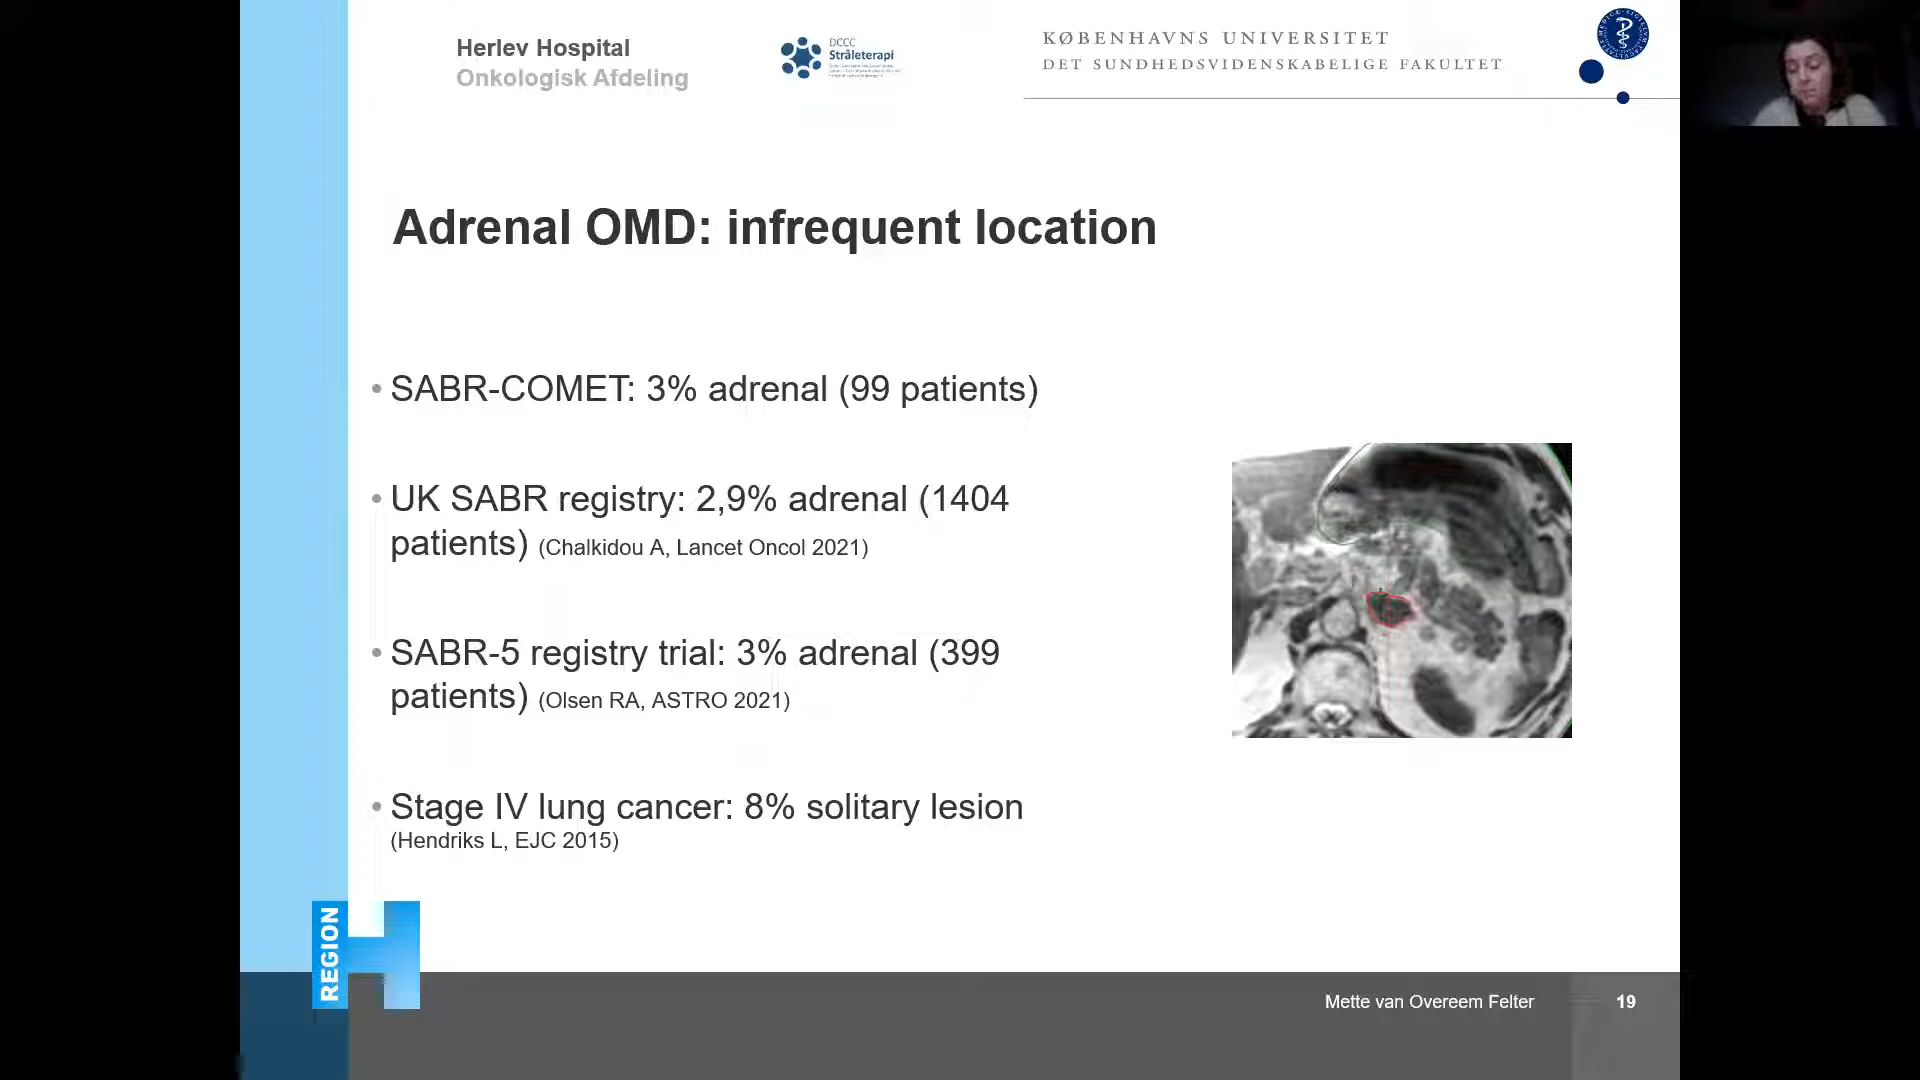 Herlev Hospital
Onkologisk Afdeling
DCCC
Stråleterapi
KØBENHAVNS UNIVERSITET
DET SUNDHEDSVIDENSKABELIGE FAKULTET
Adrenal OMD: infrequent location
• SABR-COMET: 3% adrenal (99 patients)
• UK SABR registry: 2,9% adrenal (1404
patients) (Chalkidou A, Lancet Oncol 2021)
• SABR-5 registry trial: 3% adrenal (399
patients) (Olsen RA, ASTRO 2021)
• Stage IV lung cancer: 8% solitary lesion
(Hendriks L, EJC 2015)
REGION
Mette van Overeem Felter
19